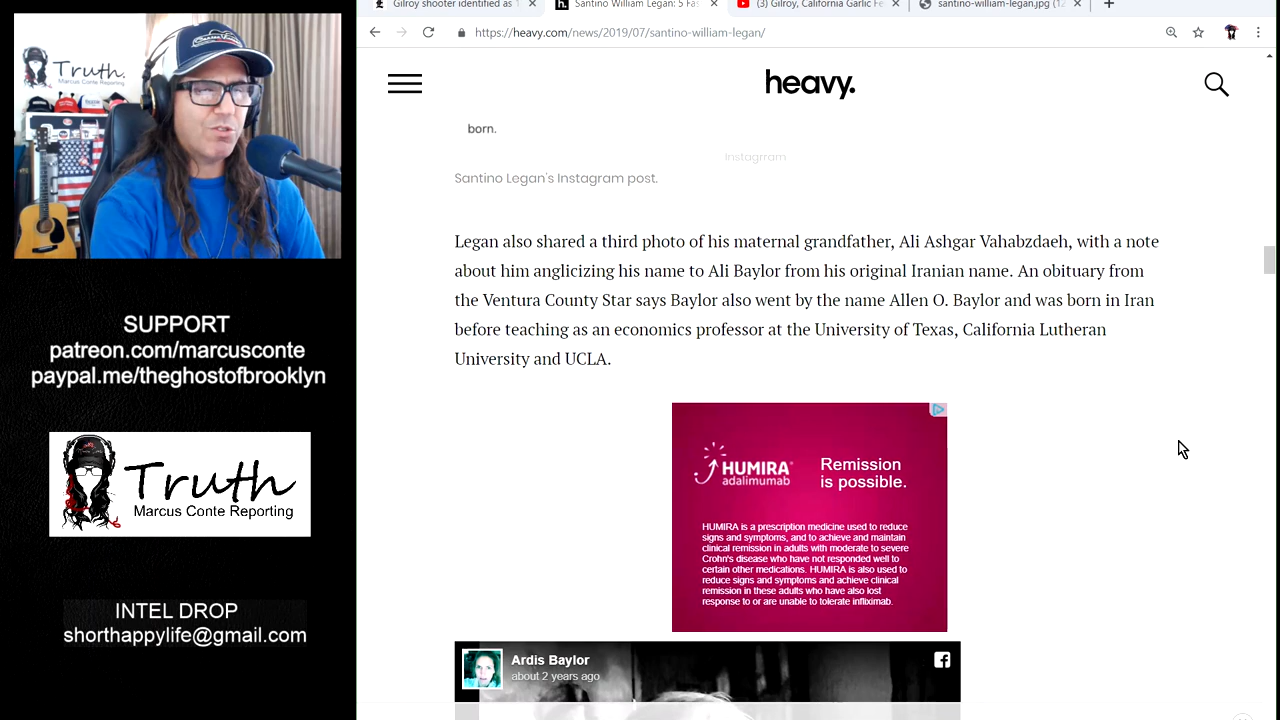 Gilroy shooter identified as
Santino William Legan: 5 Fas
(3) Gilroy, California Garlic Fe
santino-william-legan.jpg (12
https://heavy.com/news/2019/07/santino-william-legan/
Truth.
Marcus Conte Reporting
heavy.
born.
Instagrram
Santino Legan's Instagram post.
Legan also shared a third photo of his maternal grandfather, Ali Ashgar Vahabzdaeh, with a note
about him anglicizing his name to Ali Baylor from his original Iranian name. An obituary from
the Ventura County Star says Baylor also went by the name Allen O. Baylor and was born in Iran
before teaching as an economics professor at the University of Texas, California Lutheran
University and UCLA.
SUPPORT
patreon.com/marcusconte
paypal.me/theghostofbrooklyn
Truth
Marcus Conte Reporting
INTEL DROP
shorthappylife@gmail.com
HUMIRA
adalimumab
Remission
is possible.
HUMIRA is a prescription medicine used to reduce
signs and symptoms, and to achieve and maintain
clinical remission in adults with moderate to severe
Crohn's disease who have not responded well to
certain other medications. HUMIRA is also used to
reduce signs and symptoms and achieve clinical
remission in these adults who have also lost
response to or are unable to tolerate infliximab.
Ardis Baylor
about 2 years ago